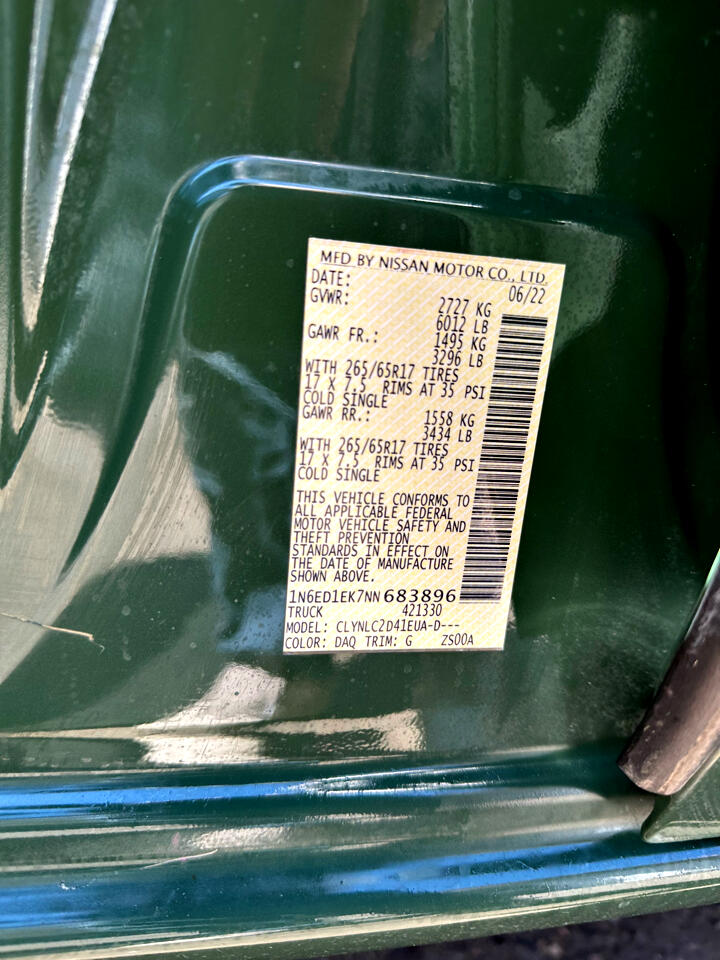 MFD BY NISSAN MOTOR CO., LTD.
DATE: 06/22
GVWR: 2727 KG
6012 LB
GAWR FR.: 1495 KG
3296 LB
WITH 265/65R17 TIRES
17 X 7.5 RIMS AT 35 PSI
COLD SINGLE
GAWR RR.: 1558 KG
3434 LB
WITH 265/65R17 TIRES
17 X 7.5 RIMS AT 35 PSI
COLD SINGLE
THIS VEHICLE CONFORMS TO
ALL APPLICABLE FEDERAL
MOTOR VEHICLE SAFETY AND
THEFT PREVENTION
STANDARDS IN EFFECT ON
THE DATE OF MANUFACTURE
SHOWN ABOVE.
1N6ED1EK7NN683896
TRUCK 421330
MODEL: CLYNLC2D41EUA-D---
COLOR: DAQ TRIM: G ZS00A